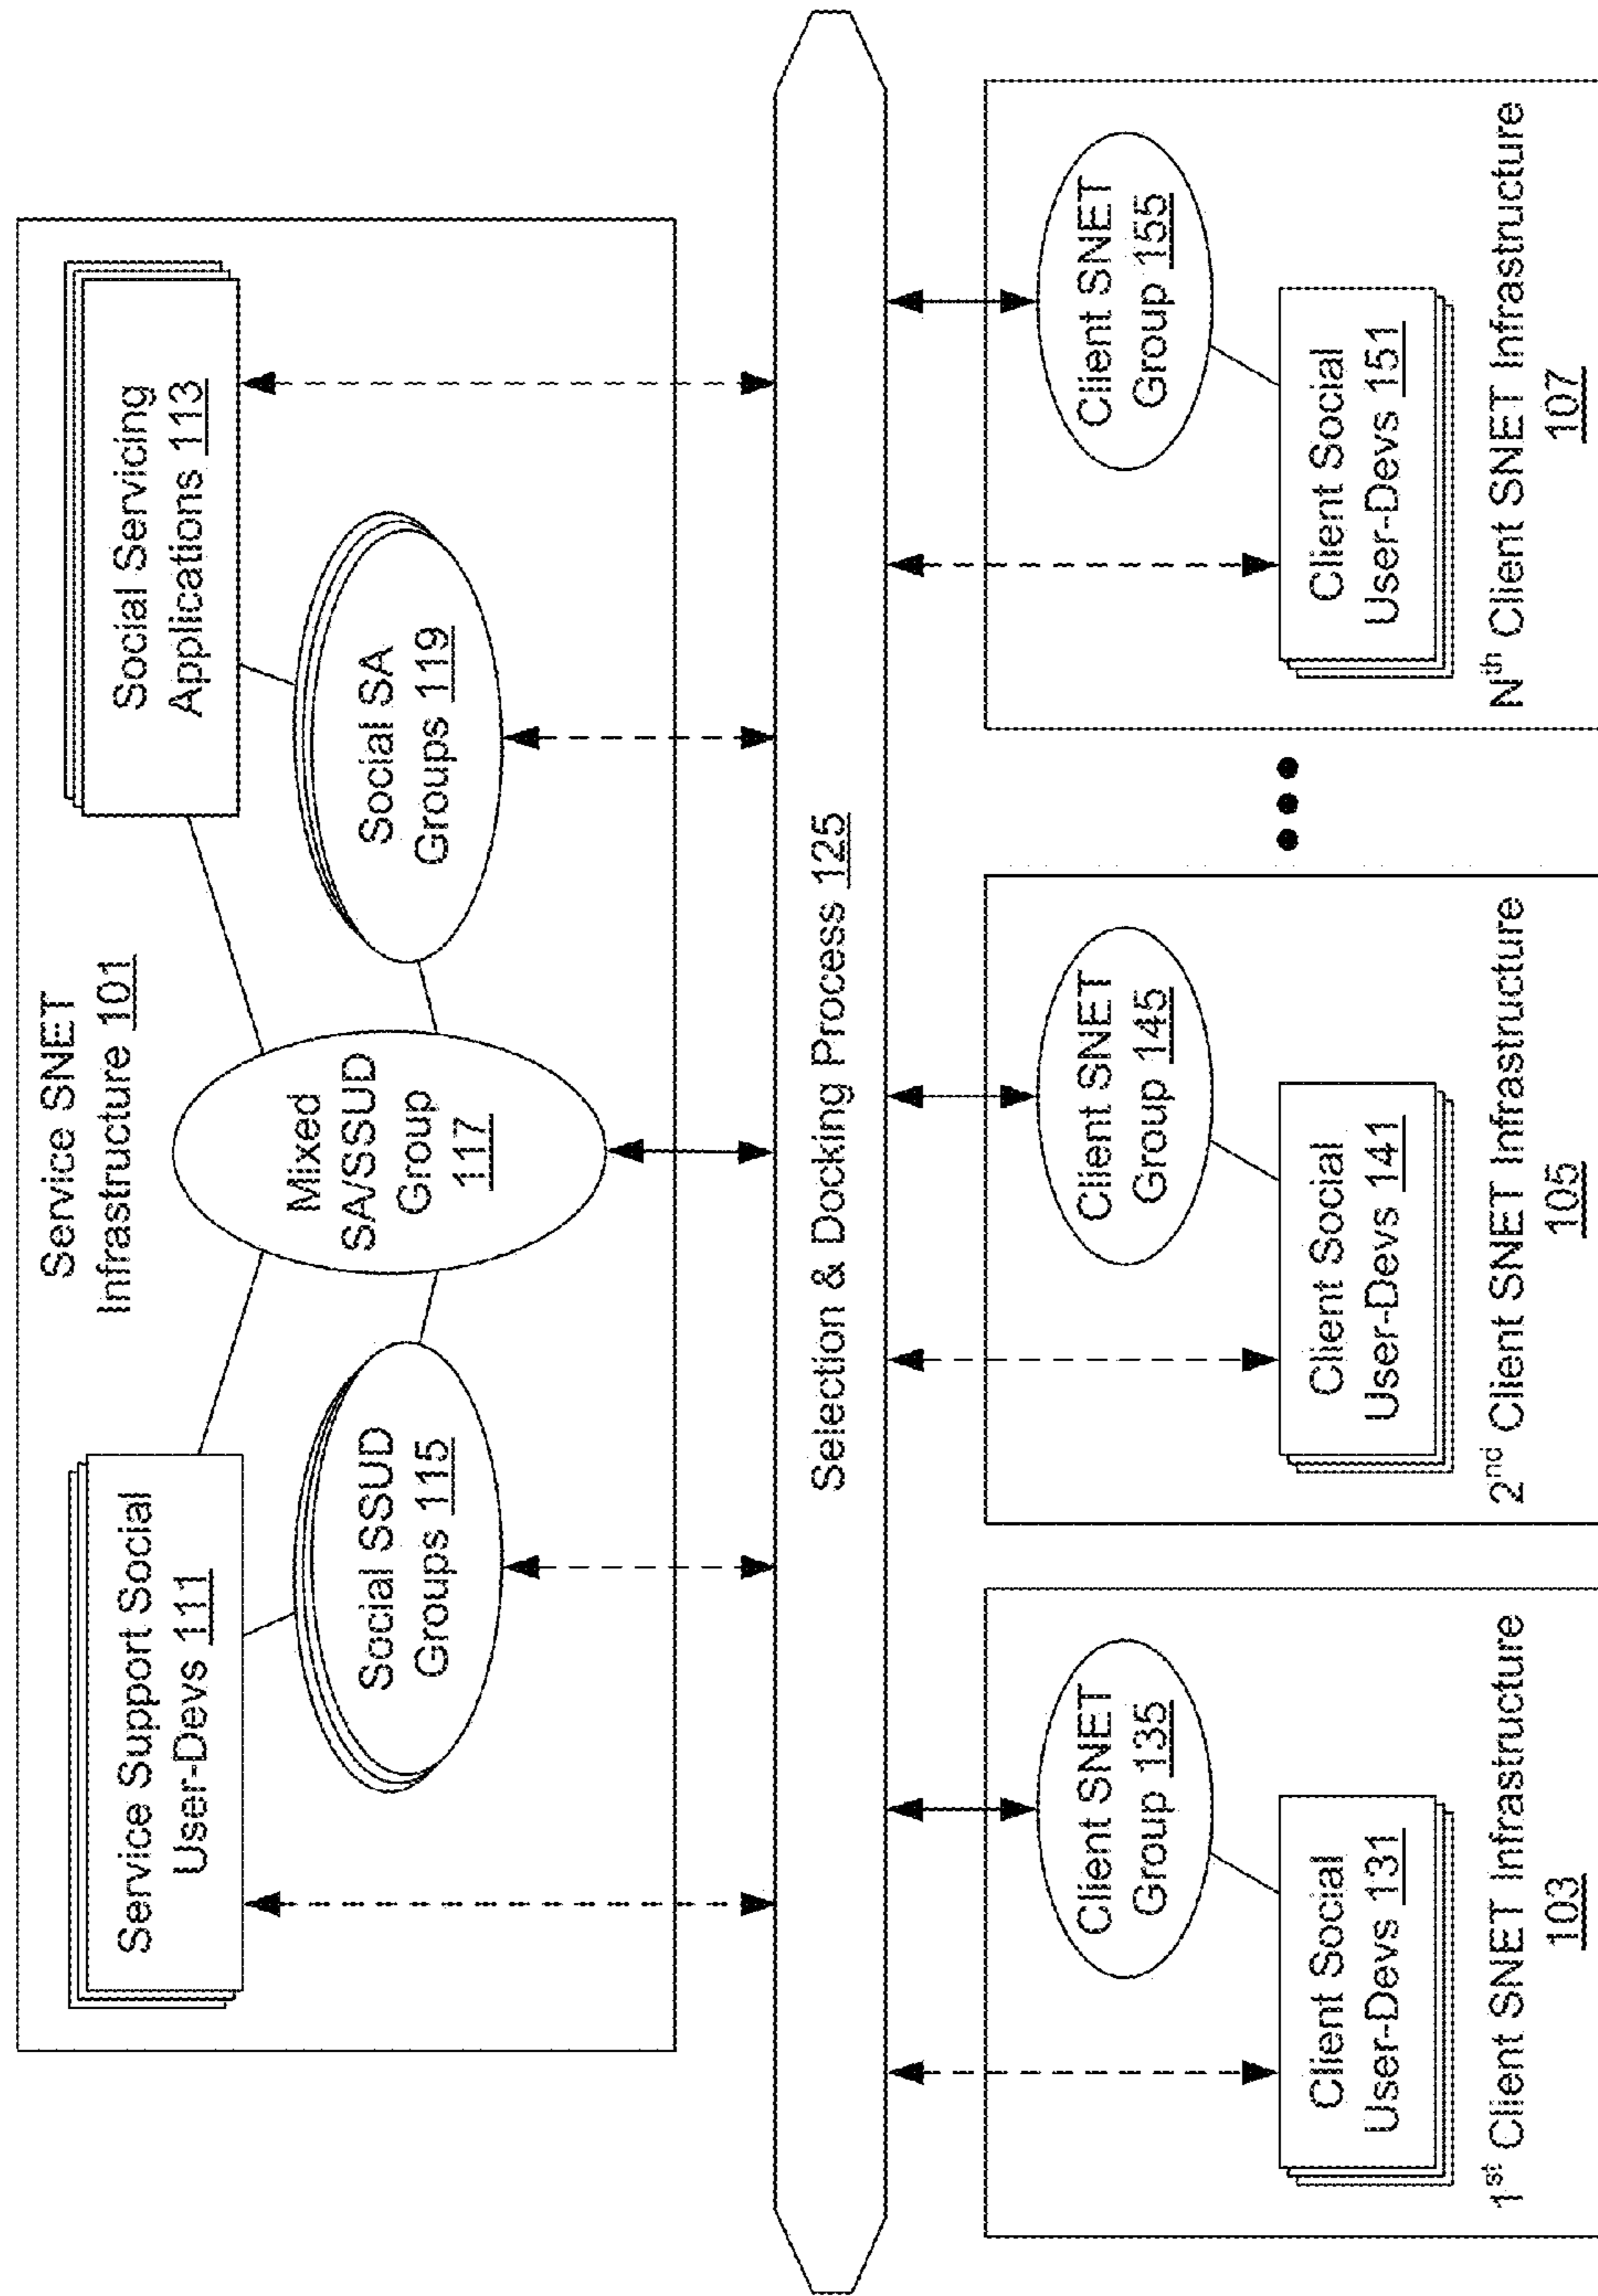 Service SNET
Infrastructure 101
Service Support Social
User-Devs 111
Social Servicing
Applications 113
Mixed
SA/SSUD
Group
117
Social SSUD
Groups 115
Social SA
Groups 119
Selection & Docking Process 125
Client SNET
Group 135
Client Social
User-Devs 131
1st Client SNET Infrastructure
103
Client SNET
Group 145
Client Social
User-Devs 141
2nd Client SNET Infrastructure
105
Client SNET
Group 155
Client Social
User-Devs 151
Nth Client SNET Infrastructure
107